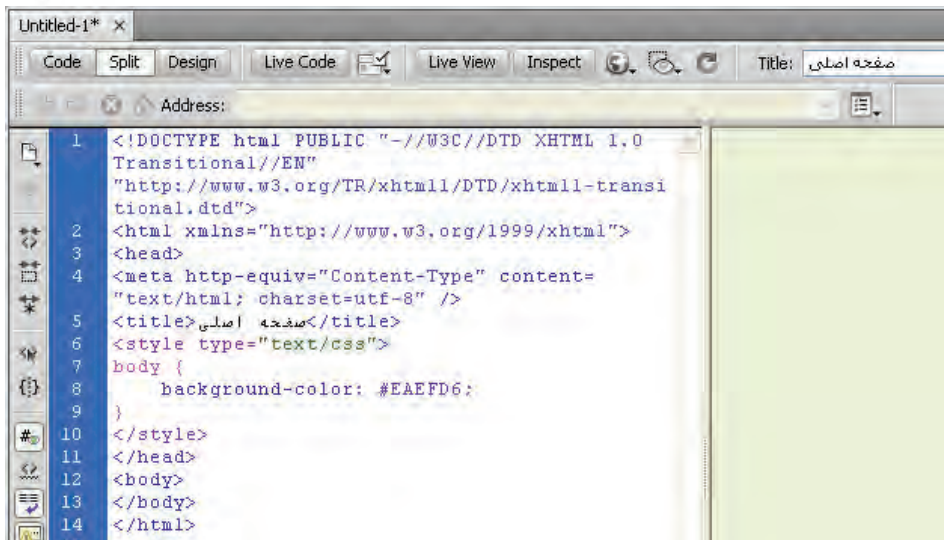 Untitled-1*
Code Split Design Live Code Live View Inspect Title: صفحه اصلی
Address:
1 <!DOCTYPE html PUBLIC "-//W3C//DTD XHTML 1.0
Transitional//EN"
"http://www.w3.org/TR/xhtml1/DTD/xhtml1-transi
tional.dtd">
2 <html xmlns="http://www.w3.org/1999/xhtml">
3 <head>
4 <meta http-equiv="Content-Type" content=
"text/html; charset=utf-8" />
5 <title>صفحه اصلی</title>
6 <style type="text/css">
7 body {
8 background-color: #EAEFD6;
9 }
10 </style>
11 </head>
12 <body>
13 </body>
14 </html>